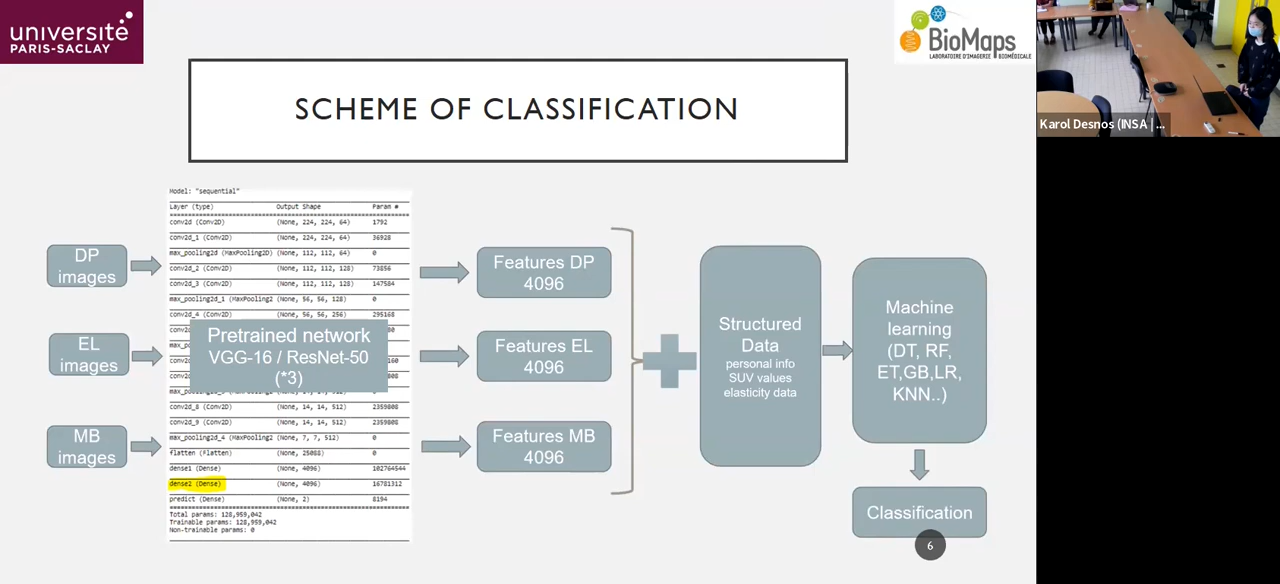 université
PARIS-SACLAY
BioMaps
LABORATOIRE D'IMAGERIE BIOMÉDICALE
Karol Desnos (INSA | ...
SCHEME OF CLASSIFICATION
DP
images
EL
images
MB
images
Model: "sequential"
Layer (type) Output Shape Param #
conv2d (Conv2D) (None, 224, 224, 64) 1792
conv2d_1 (Conv2D) (None, 224, 224, 64) 36928
max_pooling2d (MaxPooling2D) (None, 112, 112, 64) 0
conv2d_2 (Conv2D) (None, 112, 112, 128) 73856
conv2d_3 (Conv2D) (None, 112, 112, 128) 147584
max_pooling2d_1 (MaxPooling2 (None, 56, 56, 128) 0
conv2d_4 (Conv2D) (None, 56, 56, 256) 295168
Pretrained network
VGG-16 / ResNet-50
(*3)
conv2d_8 (Conv2D) (None, 14, 14, 512) 2359808
conv2d_9 (Conv2D) (None, 14, 14, 512) 2359808
max_pooling2d_4 (MaxPooling2 (None, 7, 7, 512) 0
flatten (Flatten) (None, 25088) 0
dense1 (Dense) (None, 4096) 102764544
dense2 (Dense) (None, 4096) 16781312
predict (Dense) (None, 2) 8194
Total params: 128,959,042
Trainable params: 128,959,042
Non-trainable params: 0
Features DP
4096
Features EL
4096
Features MB
4096
Structured
Data
personal info
SUV values
elasticity data
Machine
learning
(DT, RF,
ET,GB,LR,
KNN..)
Classification
6